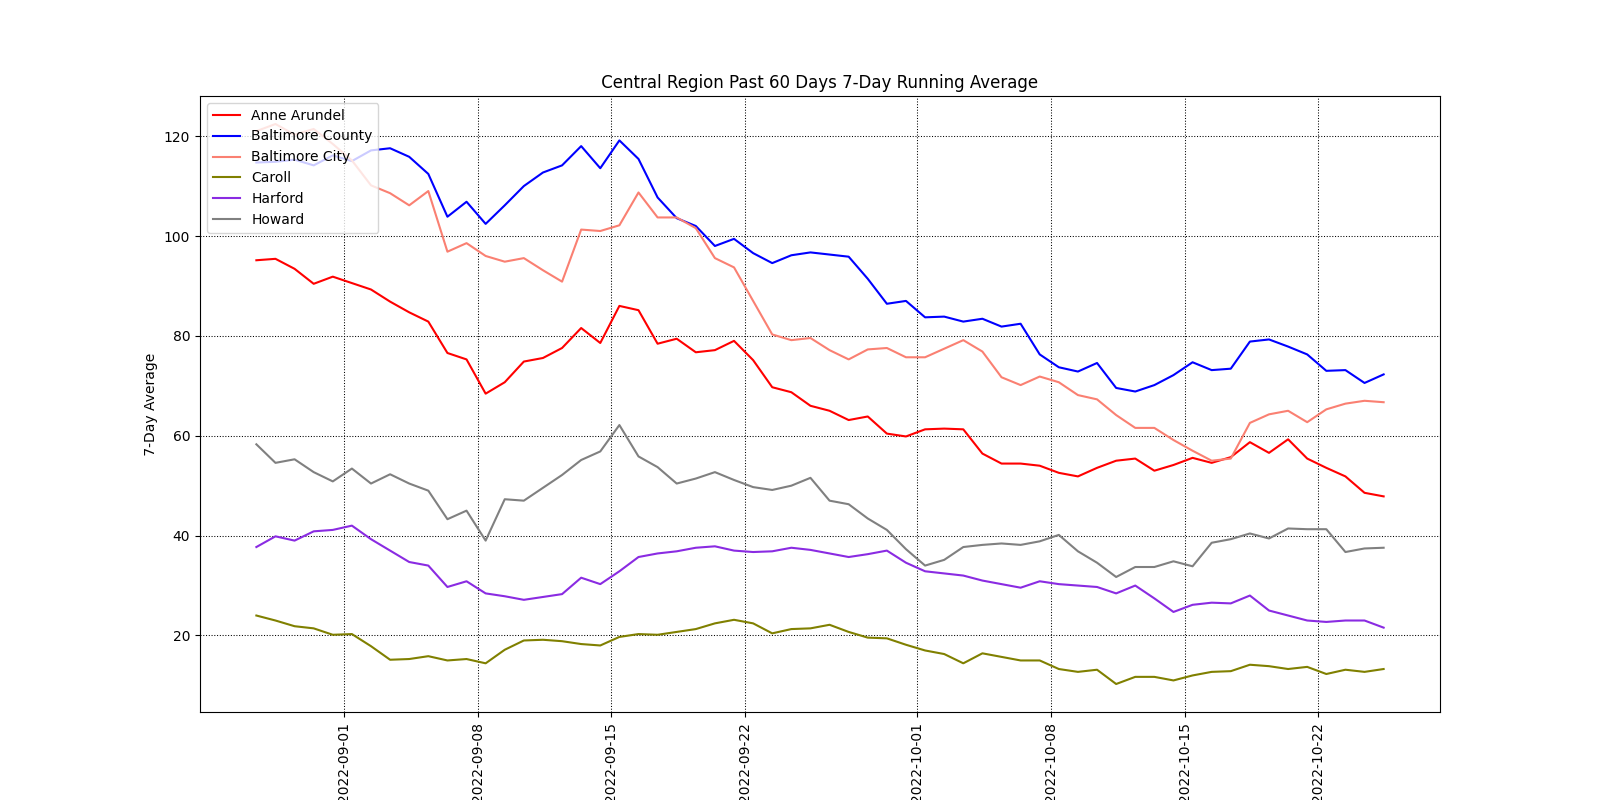 Central Region Past 60 Days 7-Day Running Average
Anne Arundel
Baltimore County
Baltimore City
Caroll
Harford
Howard
120
100
80
60
40
20
7-Day Average
2022-09-01
2022-09-08
2022-09-15
2022-09-22
2022-10-01
2022-10-08
2022-10-15
2022-10-22